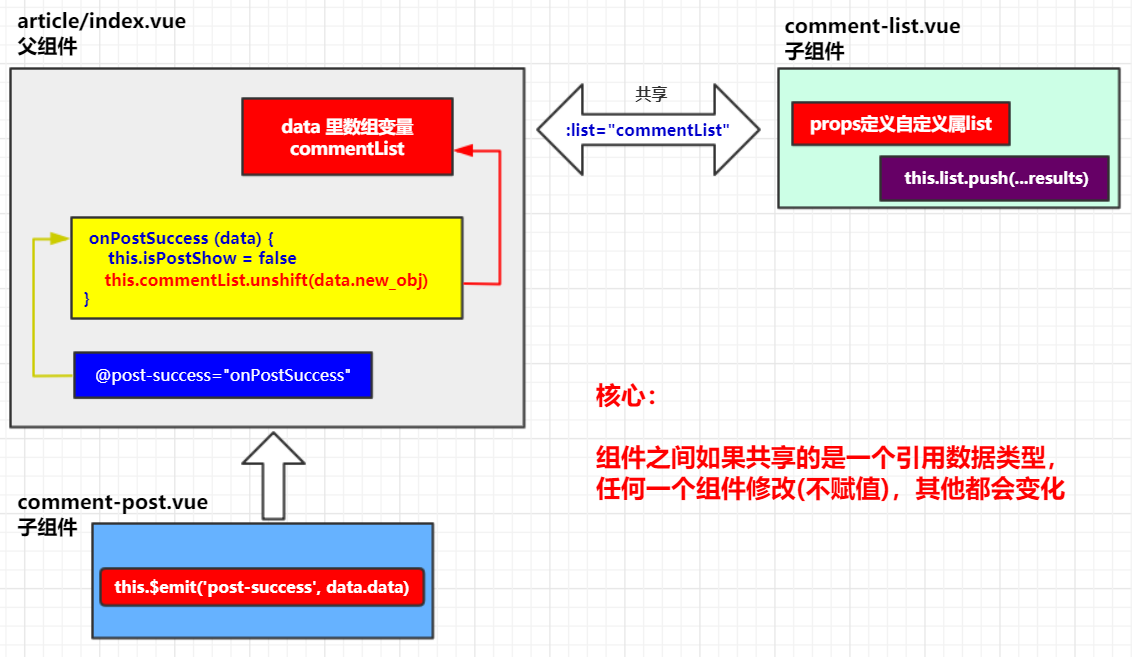 article/index.vue
父组件
data 里数组变量
commentList
onPostSuccess (data) {
this.isPostShow = false
this.commentList.unshift(data.new_obj)
}
@post-success="onPostSuccess"
共享
:list="commentList"
comment-list.vue
子组件
props定义自定义属list
this.list.push(...results)
核心：
组件之间如果共享的是一个引用数据类型，
任何一个组件修改(不赋值)，其他都会变化
comment-post.vue
子组件
this.$emit('post-success', data.data)